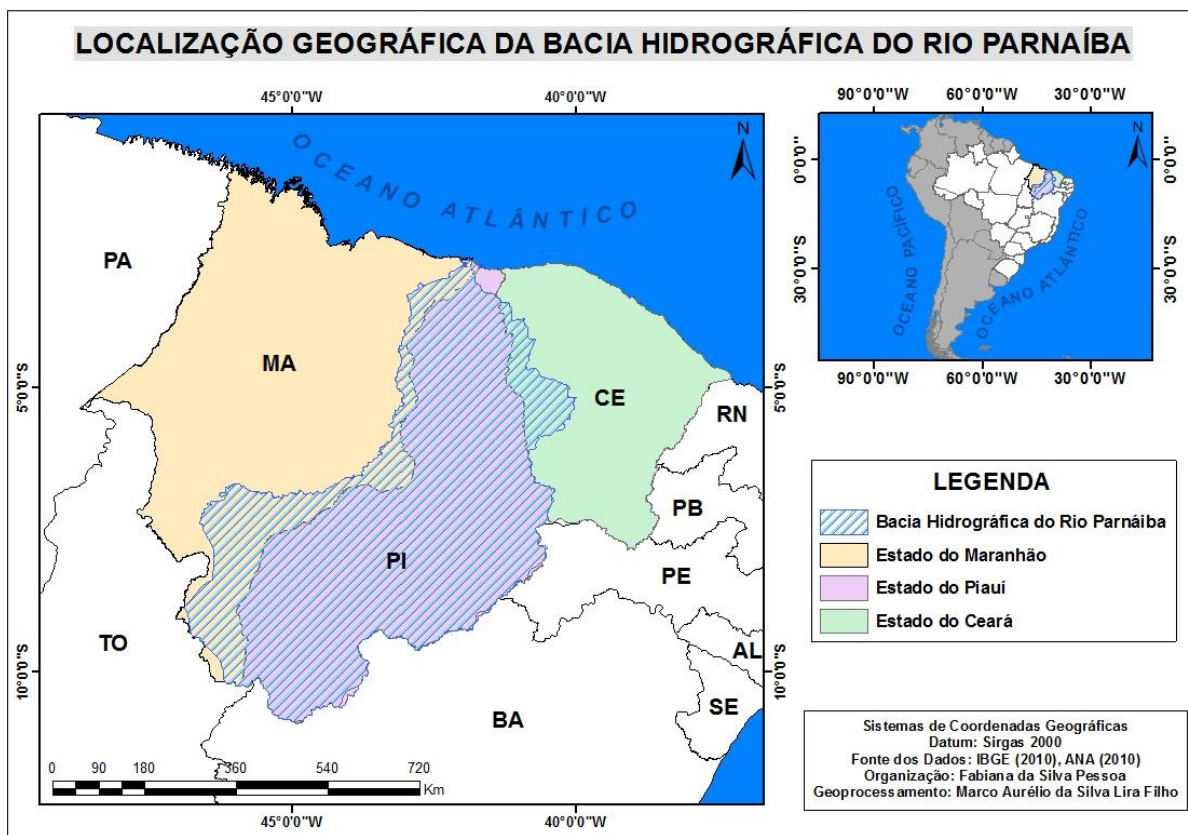 LOCALIZAÇÃO GEOGRÁFICA DA BACIA HIDROGRÁFICA DO RIO PARNAÍBA
45°0'0"W
40°0'0"W
N
OCEANO ATLÂNTICO
PA
MA
CE
RN
PB
PI
PE
TO
AL
SE
BA
5°0'0"S
10°0'0"S
5°0'0"S
10°0'0"S
0 90 180 360 540 720
Km
45°0'0"W
40°0'0"W
90°0'0"W
60°0'0"W
30°0'0"W
N
0°0'0"
30°0'0"S
0°0'0"
30°0'0"S
OCEANO PACÍFICO
OCEANO ATLÂNTICO
90°0'0"W
60°0'0"W
30°0'0"W
LEGENDA
Bacia Hidrográfica do Rio Parnáiba
Estado do Maranhão
Estado do Piauí
Estado do Ceará
Sistemas de Coordenadas Geográficas
Datum: Sirgas 2000
Fonte dos Dados: IBGE (2010), ANA (2010)
Organização: Fabiana da Silva Pessoa
Geoprocessamento: Marco Aurélio da Silva Lira Filho